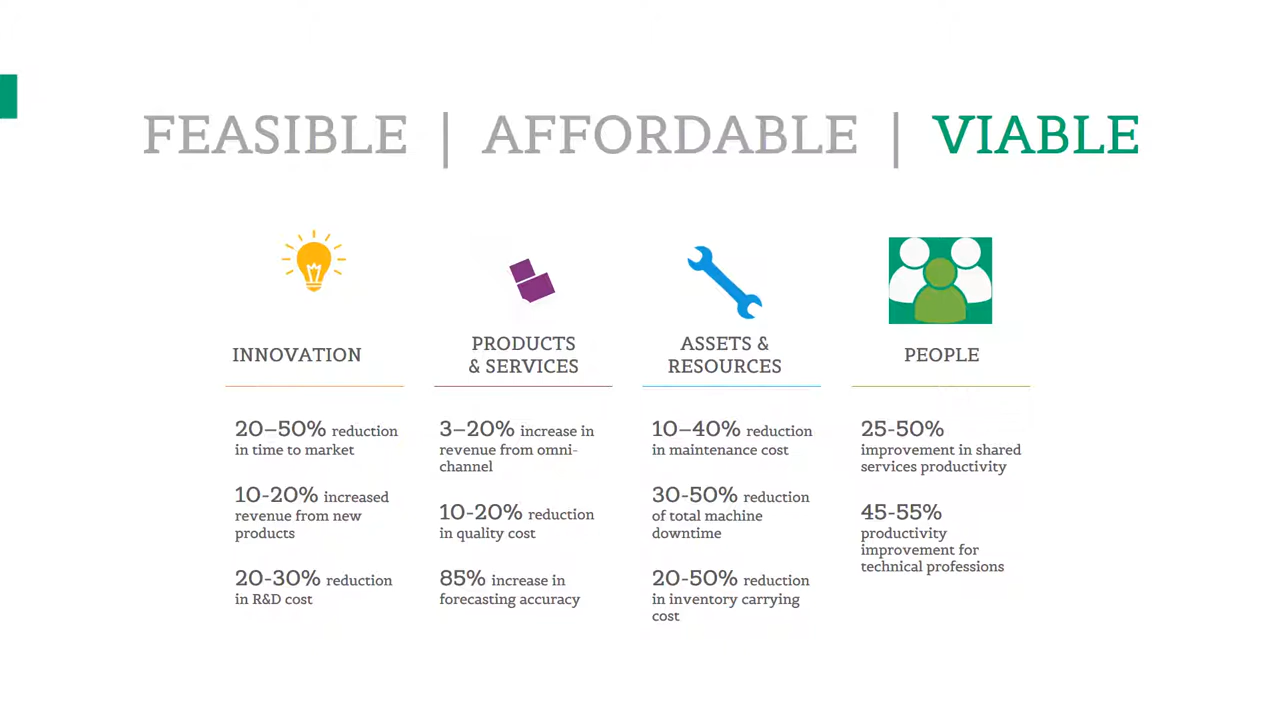 FEASIBLE | AFFORDABLE | VIABLE
INNOVATION
20–50% reduction
in time to market
10-20% increased
revenue from new
products
20-30% reduction
in R&D cost
PRODUCTS
& SERVICES
3–20% increase in
revenue from omni-
channel
10-20% reduction
in quality cost
85% increase in
forecasting accuracy
ASSETS &
RESOURCES
10–40% reduction
in maintenance cost
30-50% reduction
of total machine
downtime
20-50% reduction
in inventory carrying
cost
PEOPLE
25-50%
improvement in shared
services productivity
45-55%
productivity
improvement for
technical professions